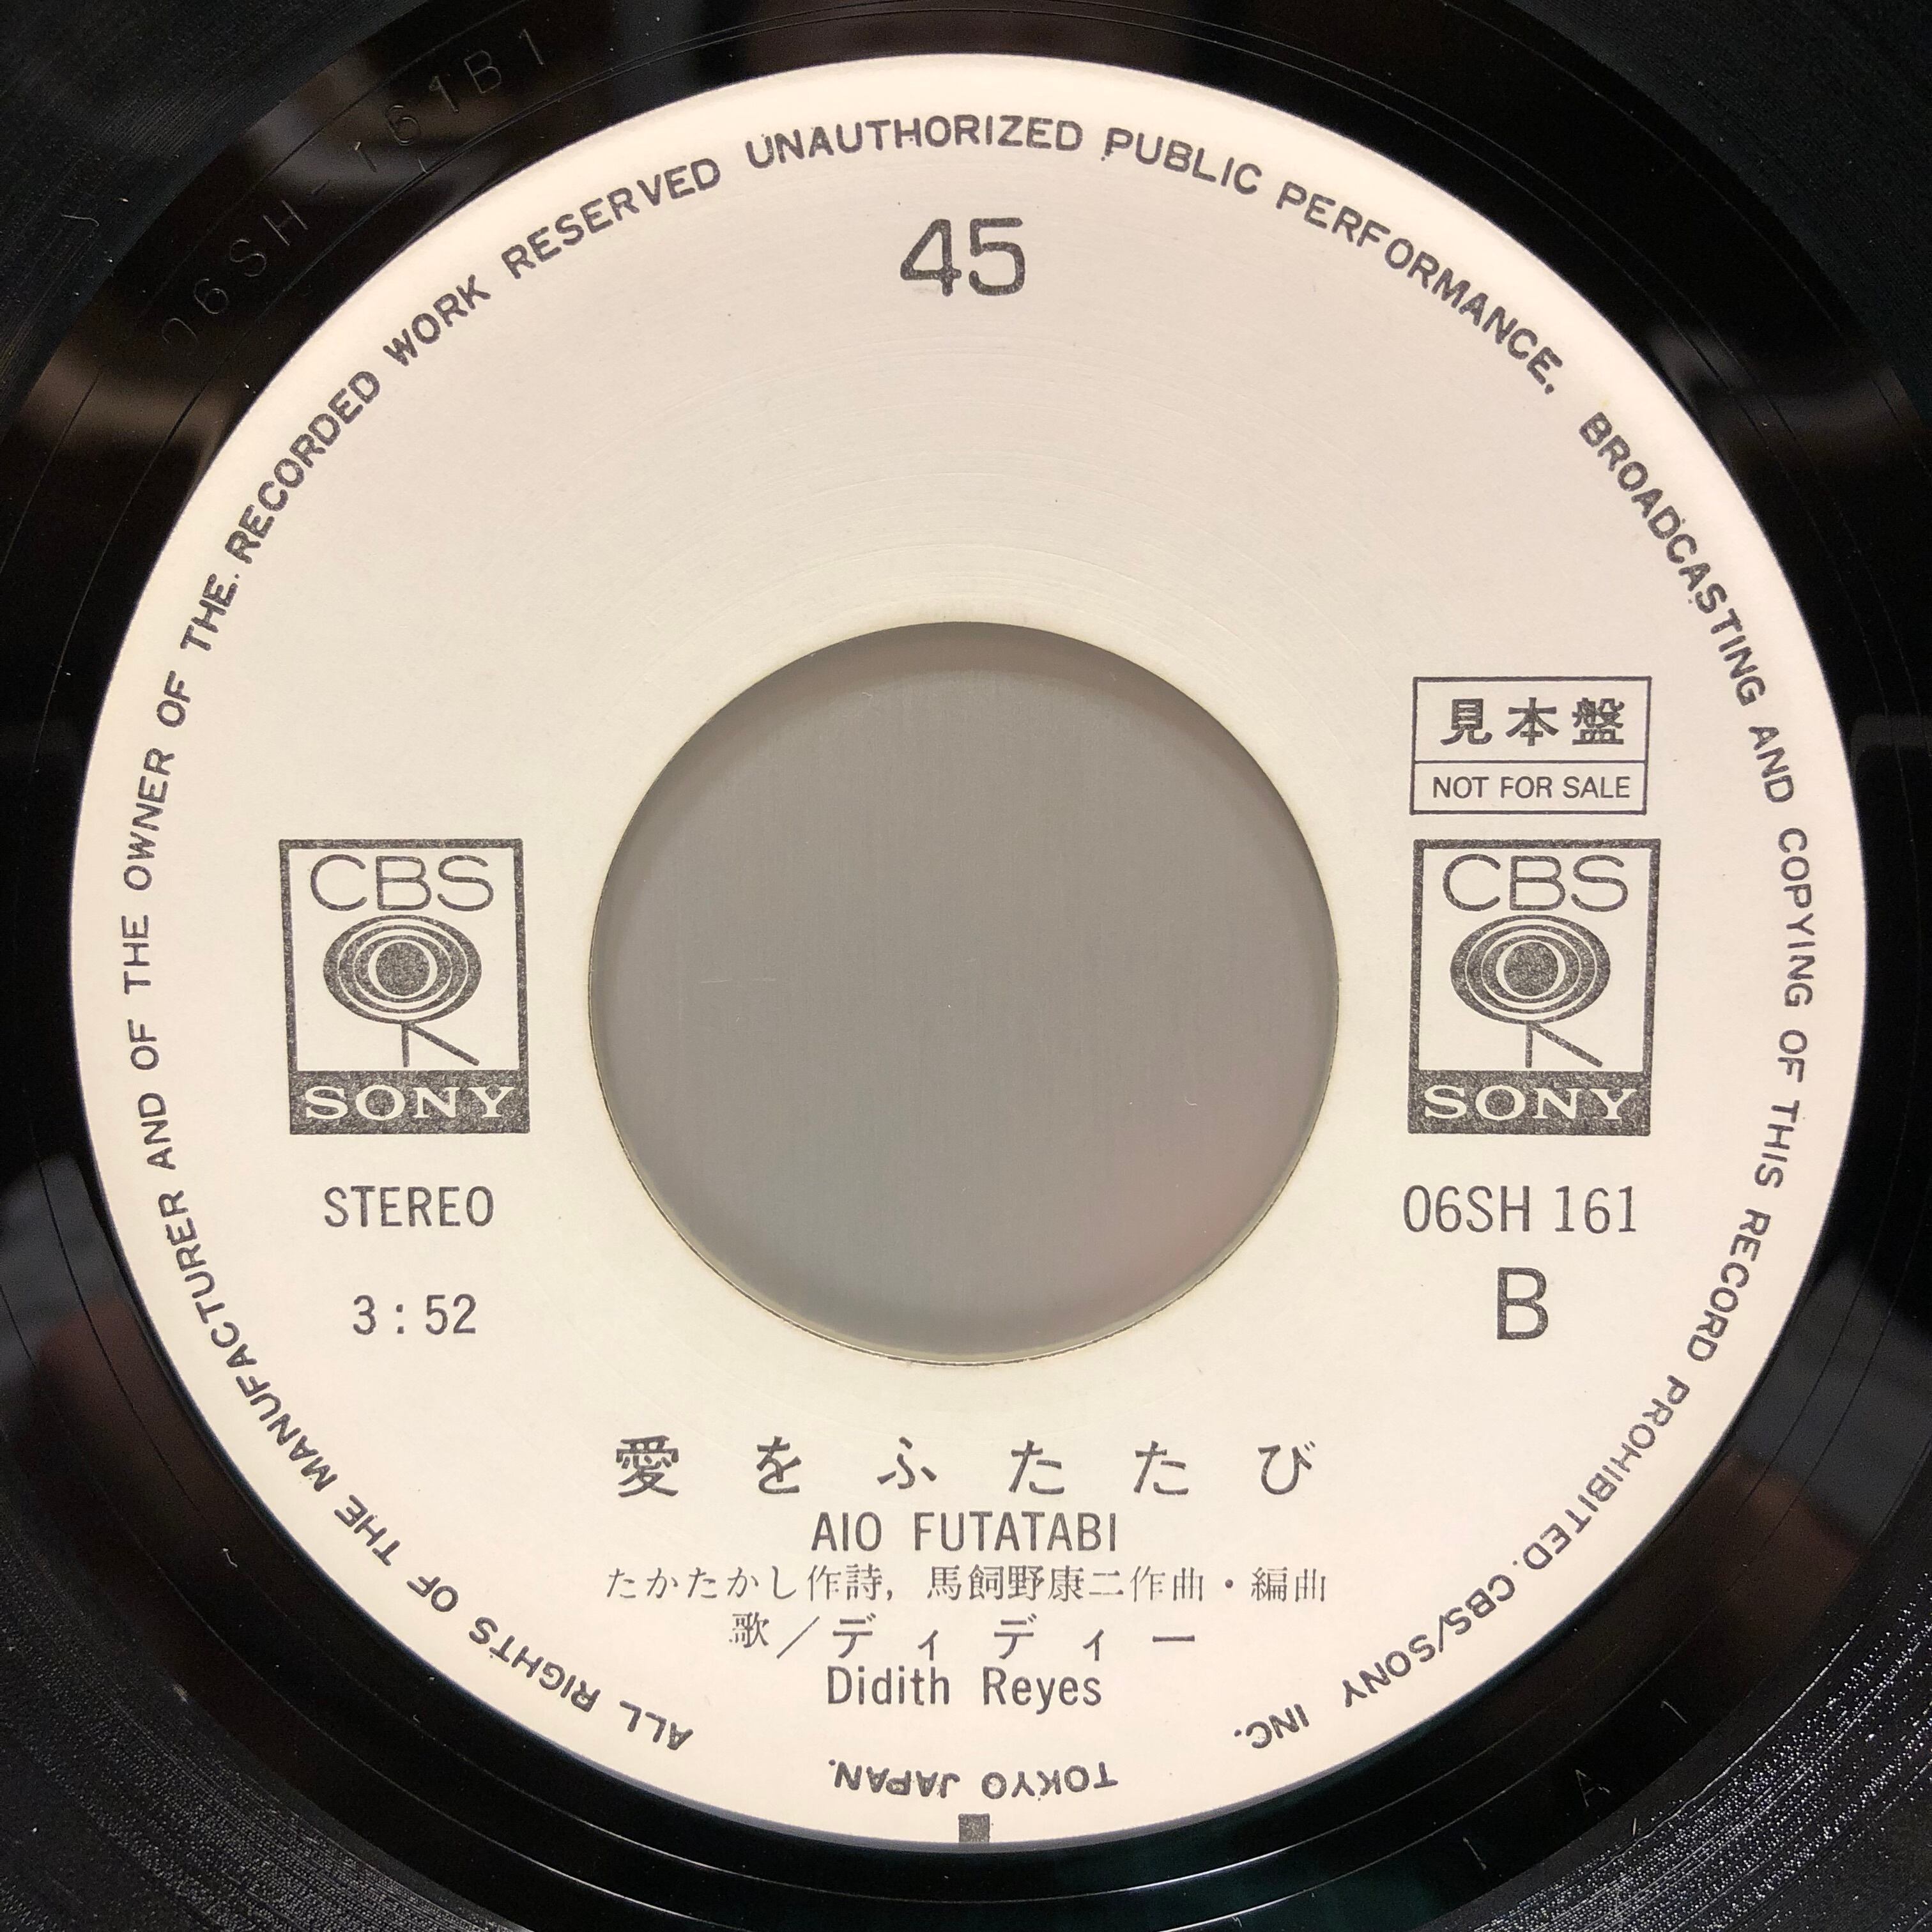 06SH-161B1
ALL RIGHTS OF THE MANUFACTURER AND OF THE OWNER OF THE RECORDED WORK RESERVED UNAUTHORIZED PUBLIC PERFORMANCE, BROADCASTING AND COPYING OF THIS RECORD PROHIBITED. CBS/SONY INC. TOKYO JAPAN.
45
見本盤
NOT FOR SALE
CBS
SONY
CBS
SONY
STEREO
06SH 161
3:52
B
愛をふたたび
AIO FUTATABI
たかたかし作詩, 馬飼野康二作曲・編曲
歌/ディディー
Didith Reyes
1 A 1